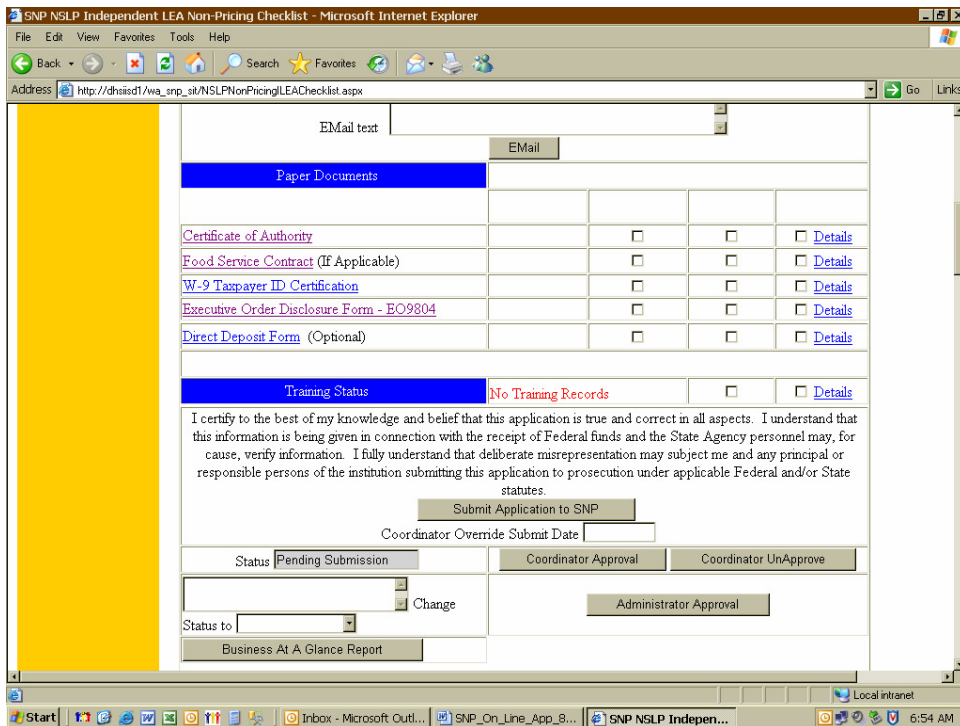 SNP NSLP Independent LEA Non-Pricing Checklist - Microsoft Internet Explorer
File Edit View Favorites Tools Help
Back Search Favorites
Address http://dhsiisd1/wa_snp_sit/NSLPNonPricingILEAChecklist.aspx Go Links
EMail text
EMail
Paper Documents
Certificate of Authority Details
Food Service Contract (If Applicable) Details
W-9 Taxpayer ID Certification Details
Executive Order Disclosure Form - EO9804 Details
Direct Deposit Form (Optional) Details
Training Status No Training Records Details
I certify to the best of my knowledge and belief that this application is true and correct in all aspects. I understand that
this information is being given in connection with the receipt of Federal funds and the State Agency personnel may, for
cause, verify information. I fully understand that deliberate misrepresentation may subject me and any principal or
responsible persons of the institution submitting this application to prosecution under applicable Federal and/or State
statutes.
Submit Application to SNP
Coordinator Override Submit Date
Status Pending Submission Coordinator Approval Coordinator UnApprove
Change
Status to Administrator Approval
Business At A Glance Report
Local intranet
Start Inbox - Microsoft Outl... SNP_On_Line_App_8... SNP NSLP Indepen... 6:54 AM